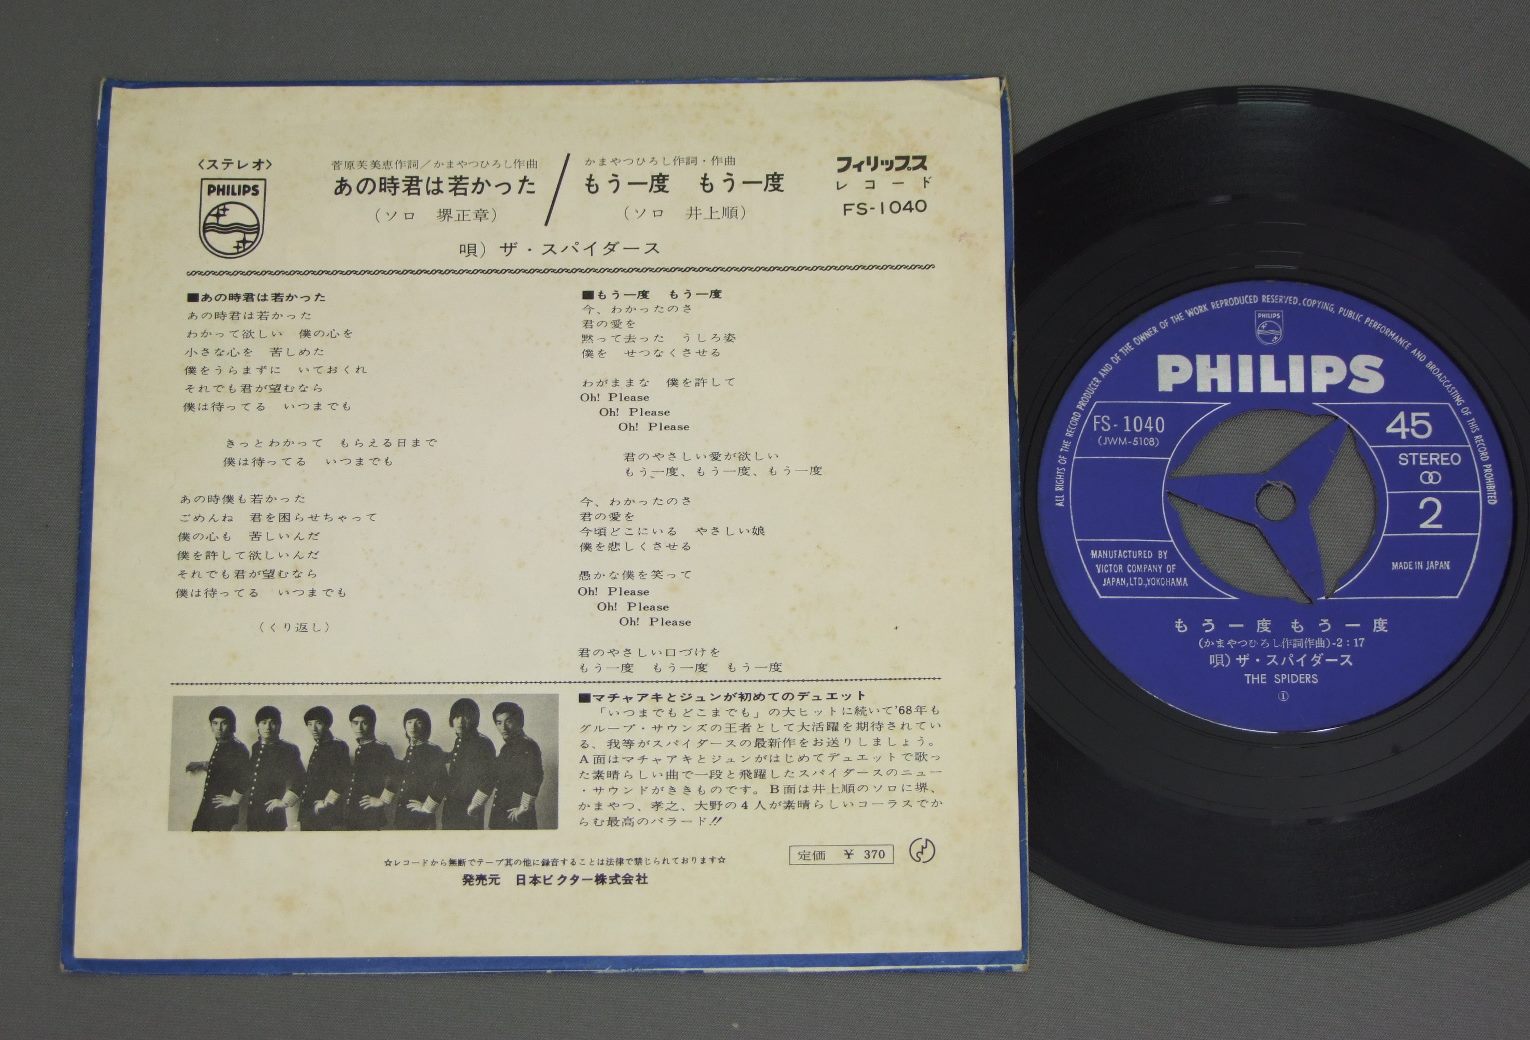 〈ステレオ〉
PHILIPS
菅原芙美恵作詞／かまやつひろし作曲
あの時君は若かった
（ソロ　堺正章）
かまやつひろし作詞・作曲
もう一度　もう一度
（ソロ　井上順）
フィリップス
レコード
FS-1040
唄）ザ・スパイダース
■あの時君は若かった
あの時君は若かった
わかって欲しい　僕の心を
小さな心を　苦しめた
僕をうらまずに　いておくれ
それでも君が望むなら
僕は待ってる　いつまでも
きっとわかって　もらえる日まで
僕は待ってる　いつまでも
あの時僕も若かった
ごめんね　君を困らせちゃって
僕の心も　苦しいんだ
僕を許して欲しいんだ
それでも君が望むなら
僕は待ってる　いつまでも
（くり返し）
■もう一度　もう一度
今、わかったのさ
君の愛を
黙って去った　うしろ姿
僕を　せつなくさせる
わがままな　僕を許して
Oh! Please
Oh! Please
Oh! Please
君のやさしい愛が欲しい
もう一度、もう一度、もう一度
今、わかったのさ
君の愛を
今頃どこにいる　やさしい娘
僕を悲しくさせる
愚かな僕を笑って
Oh! Please
Oh! Please
Oh! Please
君のやさしい口づけを
もう一度　もう一度　もう一度
■マチャアキとジュンが初めてのデュエット
「いつまでもどこまでも」の大ヒットに続いて'68年も
グループ・サウンズの王者として大活躍を期待されてい
る、我等がスパイダースの最新作をお送りしましょう。
A面はマチャアキとジュンがはじめてデュエットで歌っ
た素晴らしい曲で一段と飛躍したスパイダースのニュー
・サウンドがききものです。B面は井上順のソロに堺、
かまやつ、孝之、大野の4人が素晴らしいコーラスでか
らむ最高のバラード!!
☆レコードから無断でテープ其の他に録音することは法律で禁じられております☆
発売元　日本ビクター株式会社
定価　¥ 370
ALL RIGHTS OF THE RECORD PRODUCER AND OF THE OWNER OF THE WORK REPRODUCED RESERVED. COPYING, PUBLIC PERFORMANCE AND BROADCASTING OF THIS RECORD PROHIBITED
PHILIPS
PHILIPS
FS-1040
(JWM-5108)
45
STEREO
2
MANUFACTURED BY
VICTOR COMPANY OF
JAPAN, LTD., YOKOHAMA
MADE IN JAPAN
もう一度もう一度
(かまやつひろし作詞作曲)-2：17
唄）ザ・スパイダース
THE SPIDERS
①